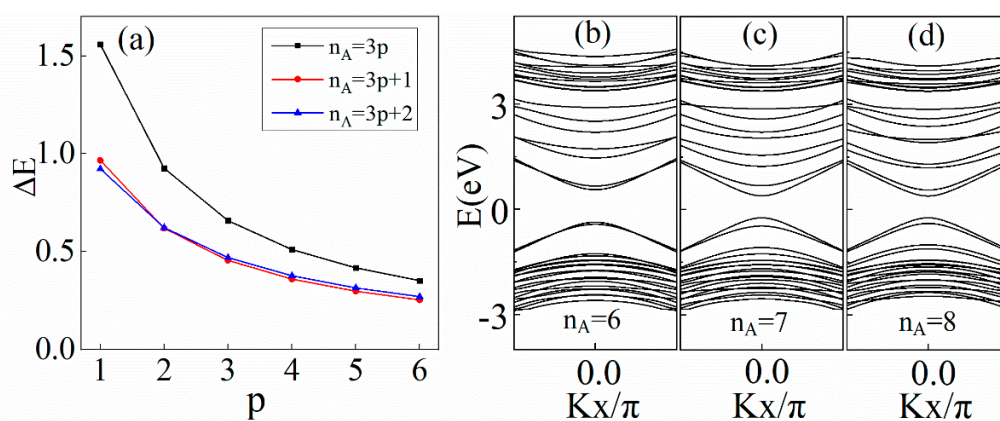 (a)
n_A=3p
n_A=3p+1
n_A=3p+2
1.5
1.0
0.5
0.0
ΔE
1 2 3 4 5 6
p
(b) (c) (d)
3
0
-3
E(eV)
n_A=6 n_A=7 n_A=8
0.0 0.0 0.0
Kx/π Kx/π Kx/π